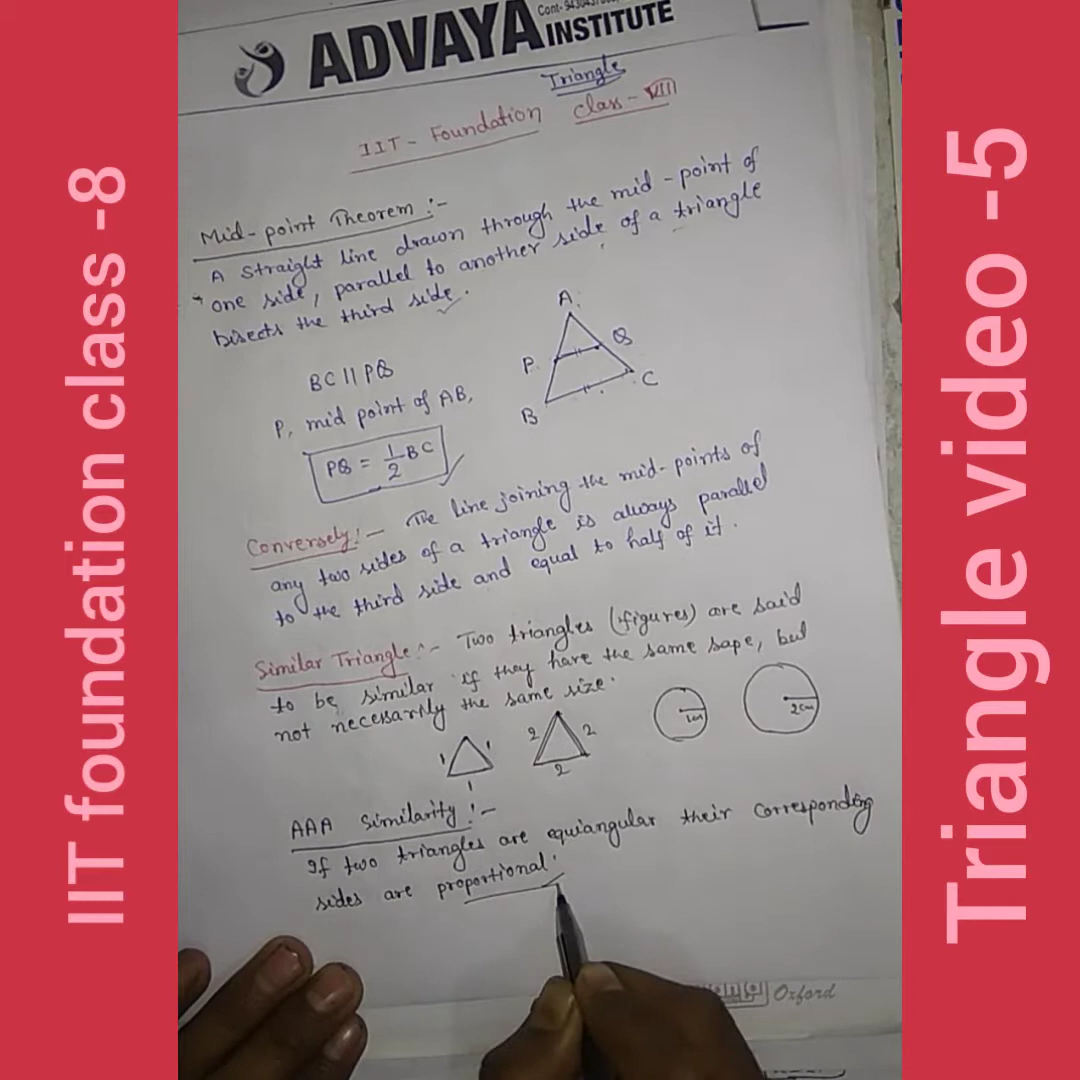 IIT foundation class -8
Triangle video -5
ADVAYA INSTITUTE
Triangle
IIT - Foundation class - VIII
Mid-point Theorem :-
A straight line drawn through the mid-point of
one side, parallel to another side of a triangle
bisects the third side.
A
P Q
B C
BC || PQ
P, mid point of AB,
PQ = 1/2 BC
Conversely :- The line joining the mid-points of
any two sides of a triangle is always parallel
to the third side and equal to half of it.
Similar Triangle :- Two triangles (figures) are said
to be similar if they have the same sape, but
not necessarily the same size.
1 1
1
2 2
2
1cm
2cm
AAA Similarity :-
If two triangles are equiangular their corresponding
sides are proportional.
Oxford